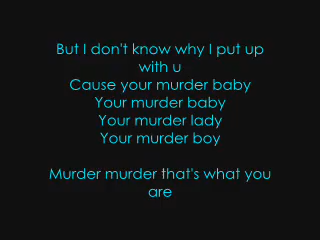 But I don't know why I put up
with u
Cause your murder baby
Your murder baby
Your murder lady
Your murder boy
Murder murder that's what you
are